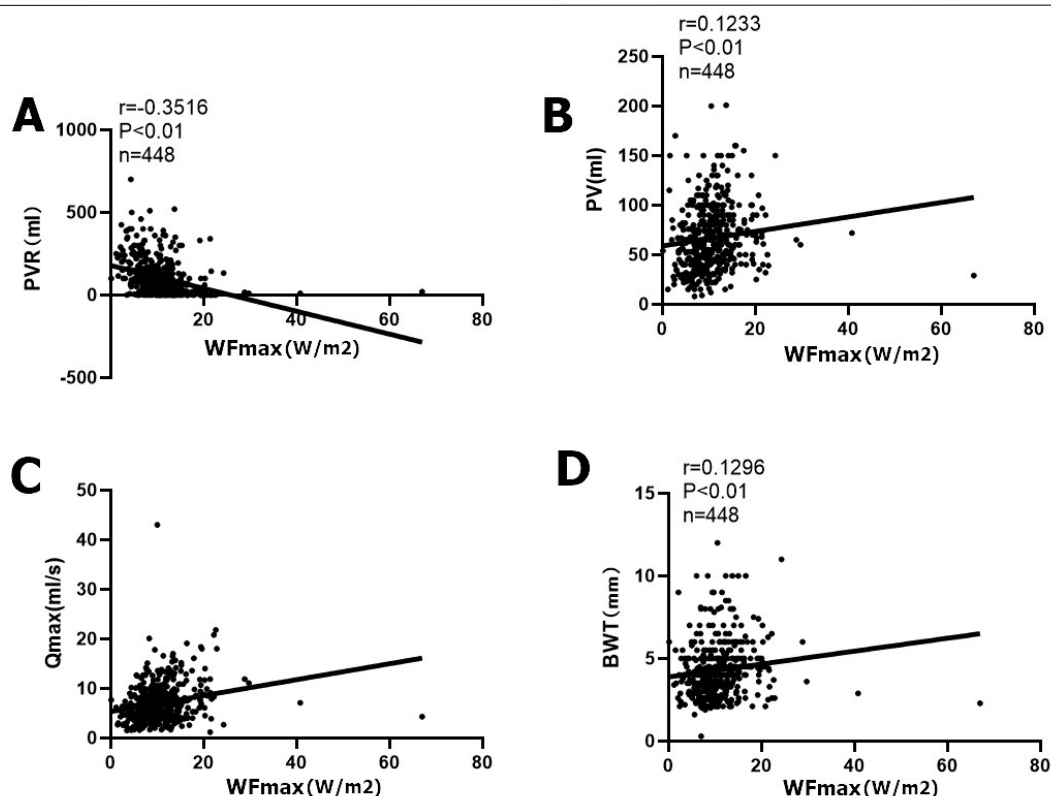 A
r=-0.3516
P<0.01
n=448
1000
500
0
-500
20
40
60
80
PVR (ml)
WFmax(W/m2)
B
r=0.1233
P<0.01
n=448
250
200
150
100
50
0
0
20
40
60
80
PV(ml)
WFmax(W/m2)
C
50
40
30
20
10
0
0
20
40
60
80
Qmax(ml/s)
WFmax(W/m2)
D
r=0.1296
P<0.01
n=448
15
10
5
0
0
20
40
60
80
BWT(mm)
WFmax(W/m2)